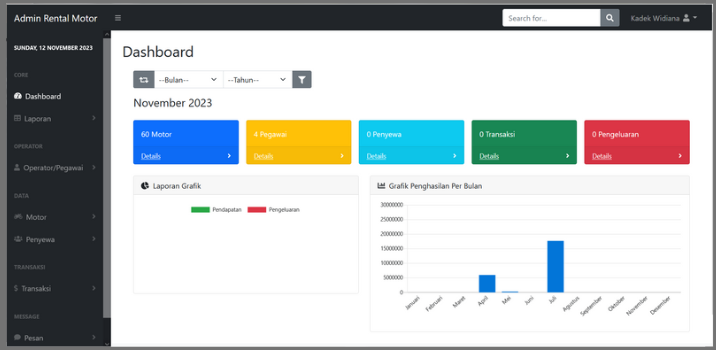 Admin Rental Motor
Search for...
Kadek Widiana
SUNDAY, 12 NOVEMBER 2023
CORE
Dashboard
Laporan
OPERATOR
Operator/Pegawai
DATA
Motor
Penyewa
TRANSAKSI
$ Transaksi
MESSAGE
Pesan
Dashboard
--Bulan--
--Tahun--
November 2023
60 Motor
Details
4 Pegawai
Details
0 Penyewa
Details
0 Transaksi
Details
0 Pengeluaran
Details
Laporan Grafik
Pendapatan
Pengeluaran
Grafik Penghasilan Per Bulan
30000000
25000000
20000000
15000000
10000000
5000000
0
Januari
Februari
Maret
April
Mei
Juni
Juli
Agustus
September
Oktober
November
Desember